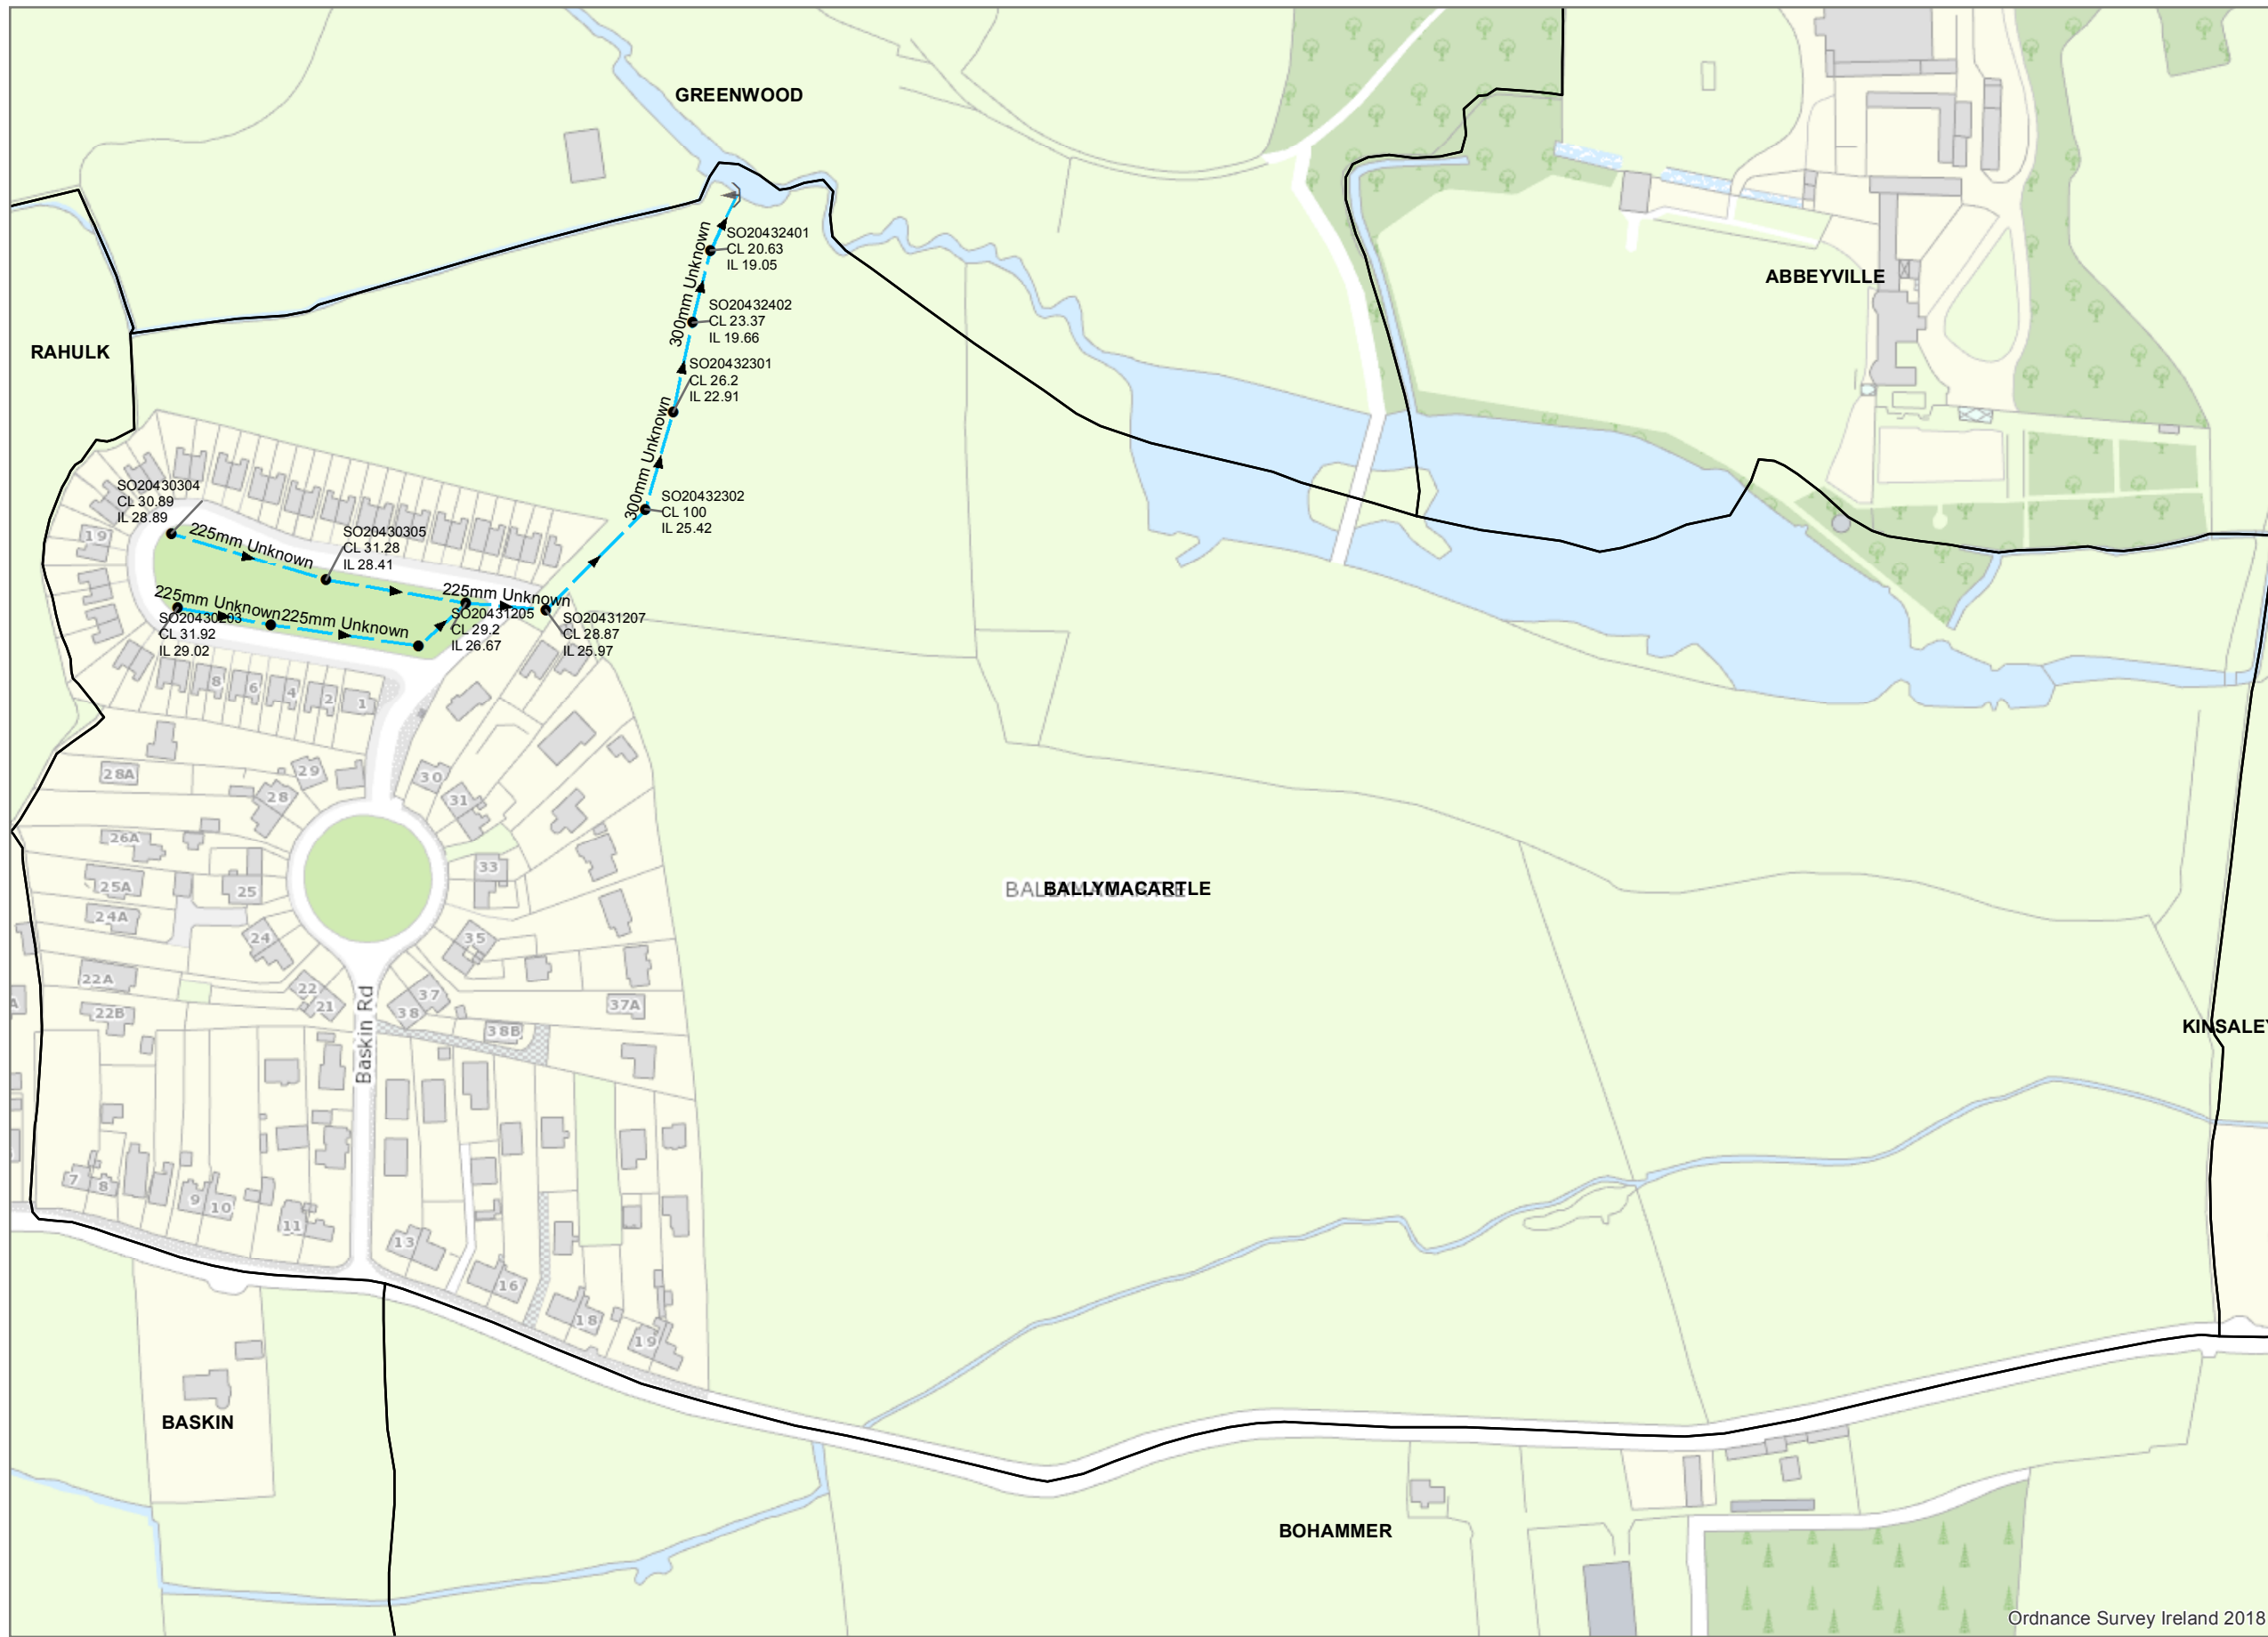 GREENWOOD
SO20432401
CL 20.63
IL 19.05
300mm Unknown
ABBEYVILLE
SO20432402
CL 23.37
IL 19.66
RAHULK
SO20432301
CL 26.2
IL 22.91
300mm Unknown
SO20430304
CL 30.89
IL 28.89
SO20432302
CL 100
IL 25.42
19
225mm Unknown
SO20430305
CL 31.28
IL 28.41
225mm Unknown
225mm Unknown
225mm Unknown
SO20430203
CL 31.92
IL 29.02
SO20431205
CL 29.2
IL 26.67
SO20431207
CL 28.87
IL 25.97
8
6
4
2
1
28A
29
30
28
31
26A
33
25A
25
BALLYMACARTLE
BALLYMACARTLE
24A
24
35
22A
22
21
37
38
37A
22B
38B
A
Baskin Rd
KINSALEY
7
8
9
10
11
13
16
18
19
BASKIN
BOHAMMER
Ordnance Survey Ireland 2018